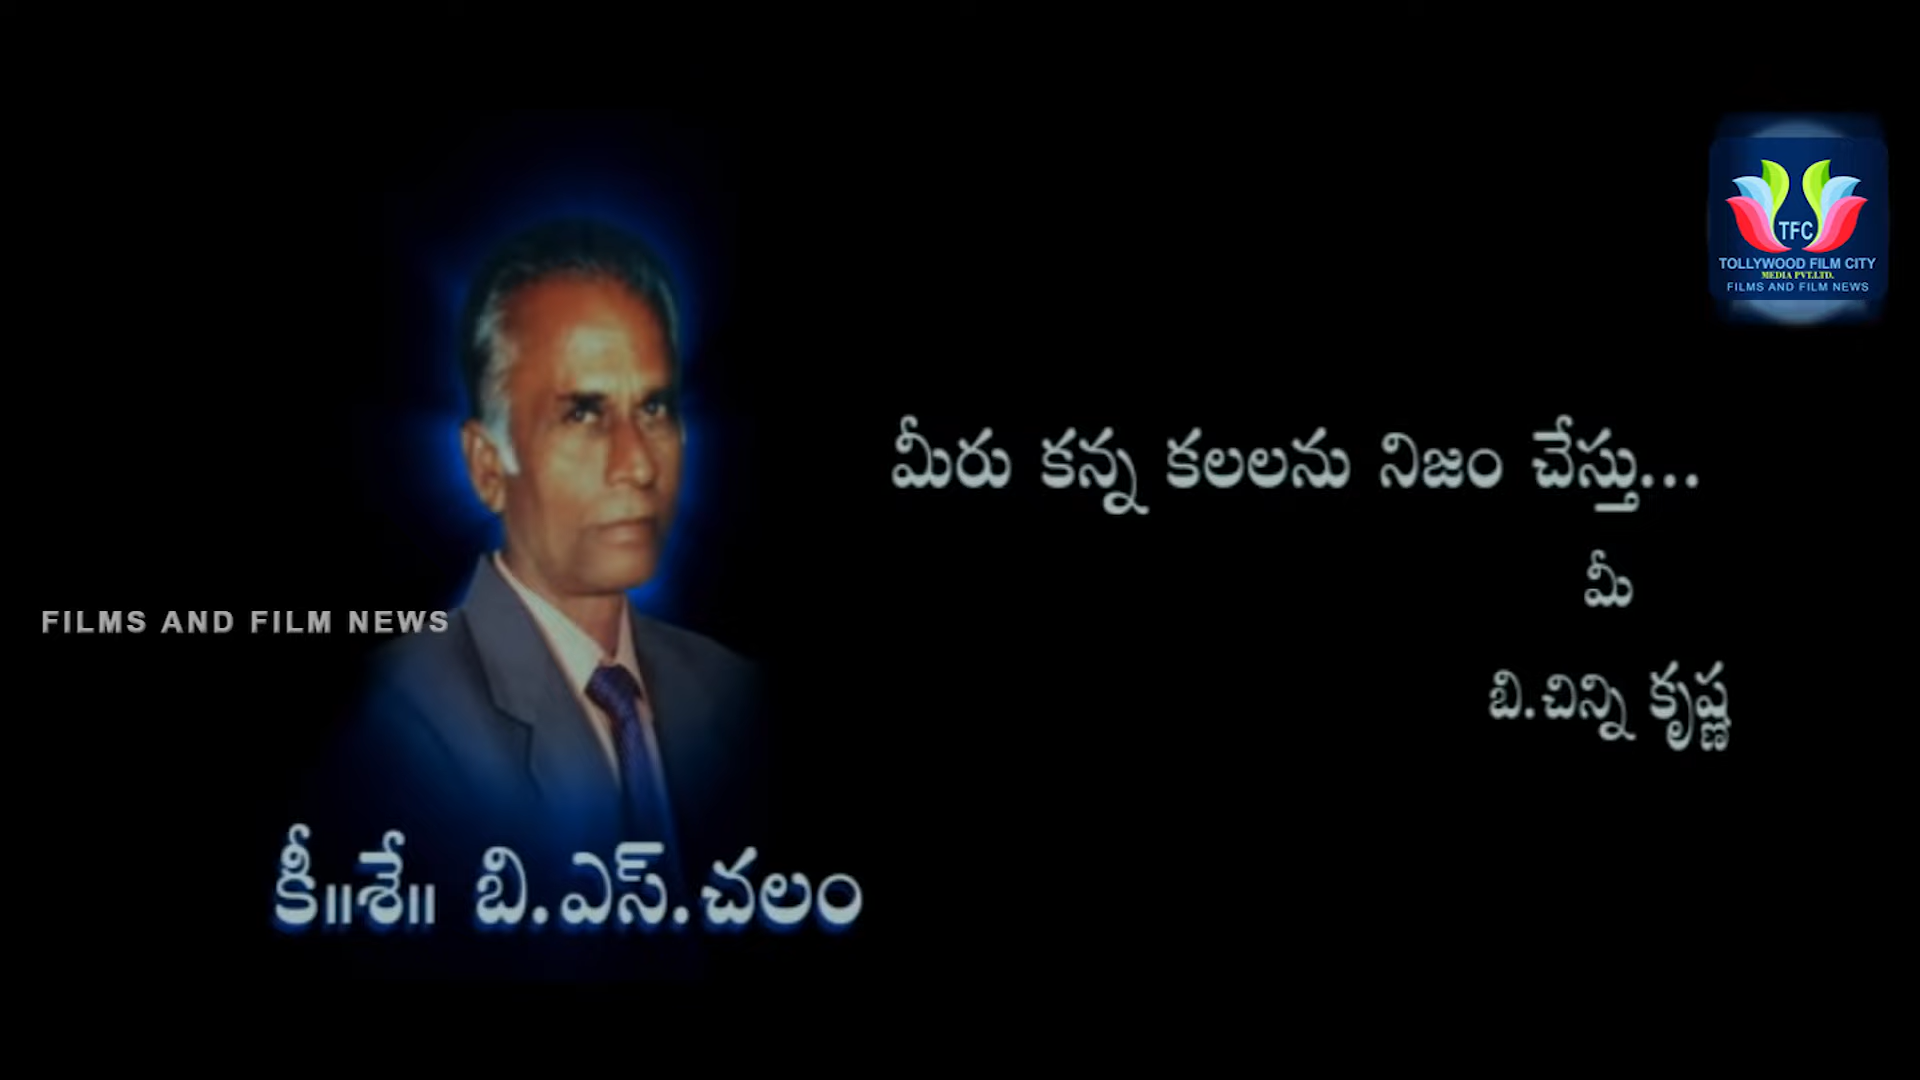 TFC
TOLLYWOOD FILM CITY
MEDIA PVT.LTD.
FILMS AND FILM NEWS
మీరు కన్న కలలను నిజం చేస్తు...
మీ
బి.చిన్ని కృష్ణ
FILMS AND FILM NEWS
కీ॥శే॥ బి.ఎస్.చలం